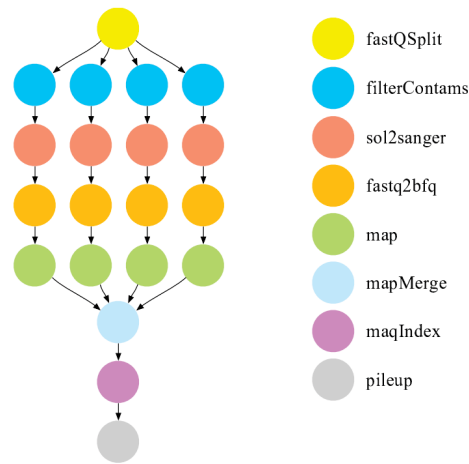 fastQSplit
filterContams
sol2sanger
fastq2bfq
map
mapMerge
maqIndex
pileup